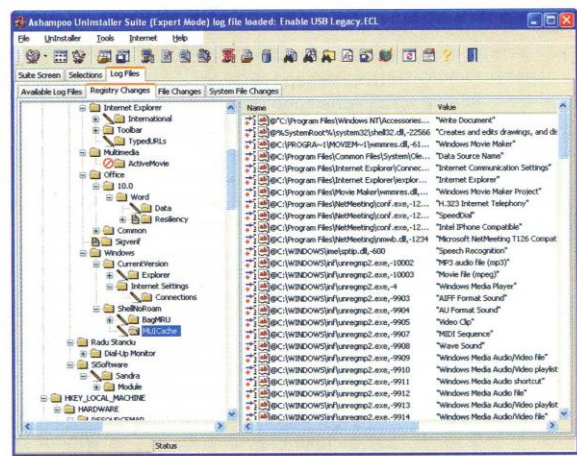 Ashampoo UnInstaller Suite (Expert Mode) log file loaded: Enable USB Legacy.ECL
File UnInstaller Tools Internet Help
Suite Screen Selections Log Files
Available Log Files Registry Changes File Changes System File Changes
Internet Explorer
International
Toolbar
TypedURLs
Multimedia
ActiveMovie
Office
10.0
Word
Data
Resiliency
Common
Sigverif
Windows
CurrentVersion
Explorer
Internet Settings
Connections
ShellNoRoam
BagMRU
MUICache
Radu Stanciu
Dial-Up Monitor
SiSoftware
Sandra
Module
HKEY_LOCAL_MACHINE
HARDWARE
RESOURCEMAP
Name Value
@"C:\Program Files\Windows NT\Accessories... "Write Document"
@%SystemRoot%\system32\shell32.dll,-22566 "Creates and edits drawings, and de
@C:\PROGRA~1\MOVIEM~1\wmmres.dll,-61... "Windows Movie Maker"
@C:\Program Files\Common Files\System\Ole... "Data Source Name"
@C:\Program Files\Internet Explorer\Connec... "Internet Communication Settings"
@C:\Program Files\Internet Explorer\iexplor... "Internet Explorer"
@C:\Program Files\Movie Maker\wmmres.dll,... "Windows Movie Maker Project"
@C:\Program Files\NetMeeting\conf.exe,-12... "H.323 Internet Telephony"
@C:\Program Files\NetMeeting\conf.exe,-12... "SpeedDial"
@C:\Program Files\NetMeeting\conf.exe,-12... "Intel IPhone Compatible"
@C:\Program Files\NetMeeting\nmwb.dll,-1234 "Microsoft NetMeeting T126 Compat
@C:\WINDOWS\ime\sptip.dll,-600 "Speech Recognition"
@C:\WINDOWS\inf\unregmp2.exe,-10002 "MP3 audio file (mp3)"
@C:\WINDOWS\inf\unregmp2.exe,-10003 "Movie file (mpeg)"
@C:\WINDOWS\inf\unregmp2.exe,-4 "Windows Media Player"
@C:\WINDOWS\inf\unregmp2.exe,-9903 "AIFF Format Sound"
@C:\WINDOWS\inf\unregmp2.exe,-9904 "AU Format Sound"
@C:\WINDOWS\inf\unregmp2.exe,-9905 "Video Clip"
@C:\WINDOWS\inf\unregmp2.exe,-9907 "MIDI Sequence"
@C:\WINDOWS\inf\unregmp2.exe,-9908 "Wave Sound"
@C:\WINDOWS\inf\unregmp2.exe,-9909 "Windows Media Audio/Video file"
@C:\WINDOWS\inf\unregmp2.exe,-9910 "Windows Media Audio/Video playlist
@C:\WINDOWS\inf\unregmp2.exe,-9911 "Windows Media Audio shortcut"
@C:\WINDOWS\inf\unregmp2.exe,-9912 "Windows Media Audio file"
@C:\WINDOWS\inf\unregmp2.exe,-9913 "Windows Media Audio/Video playlist
@C:\WINDOWS\inf\unregmp2.exe,-9914 "Windows Media Audio/Video file"
Status